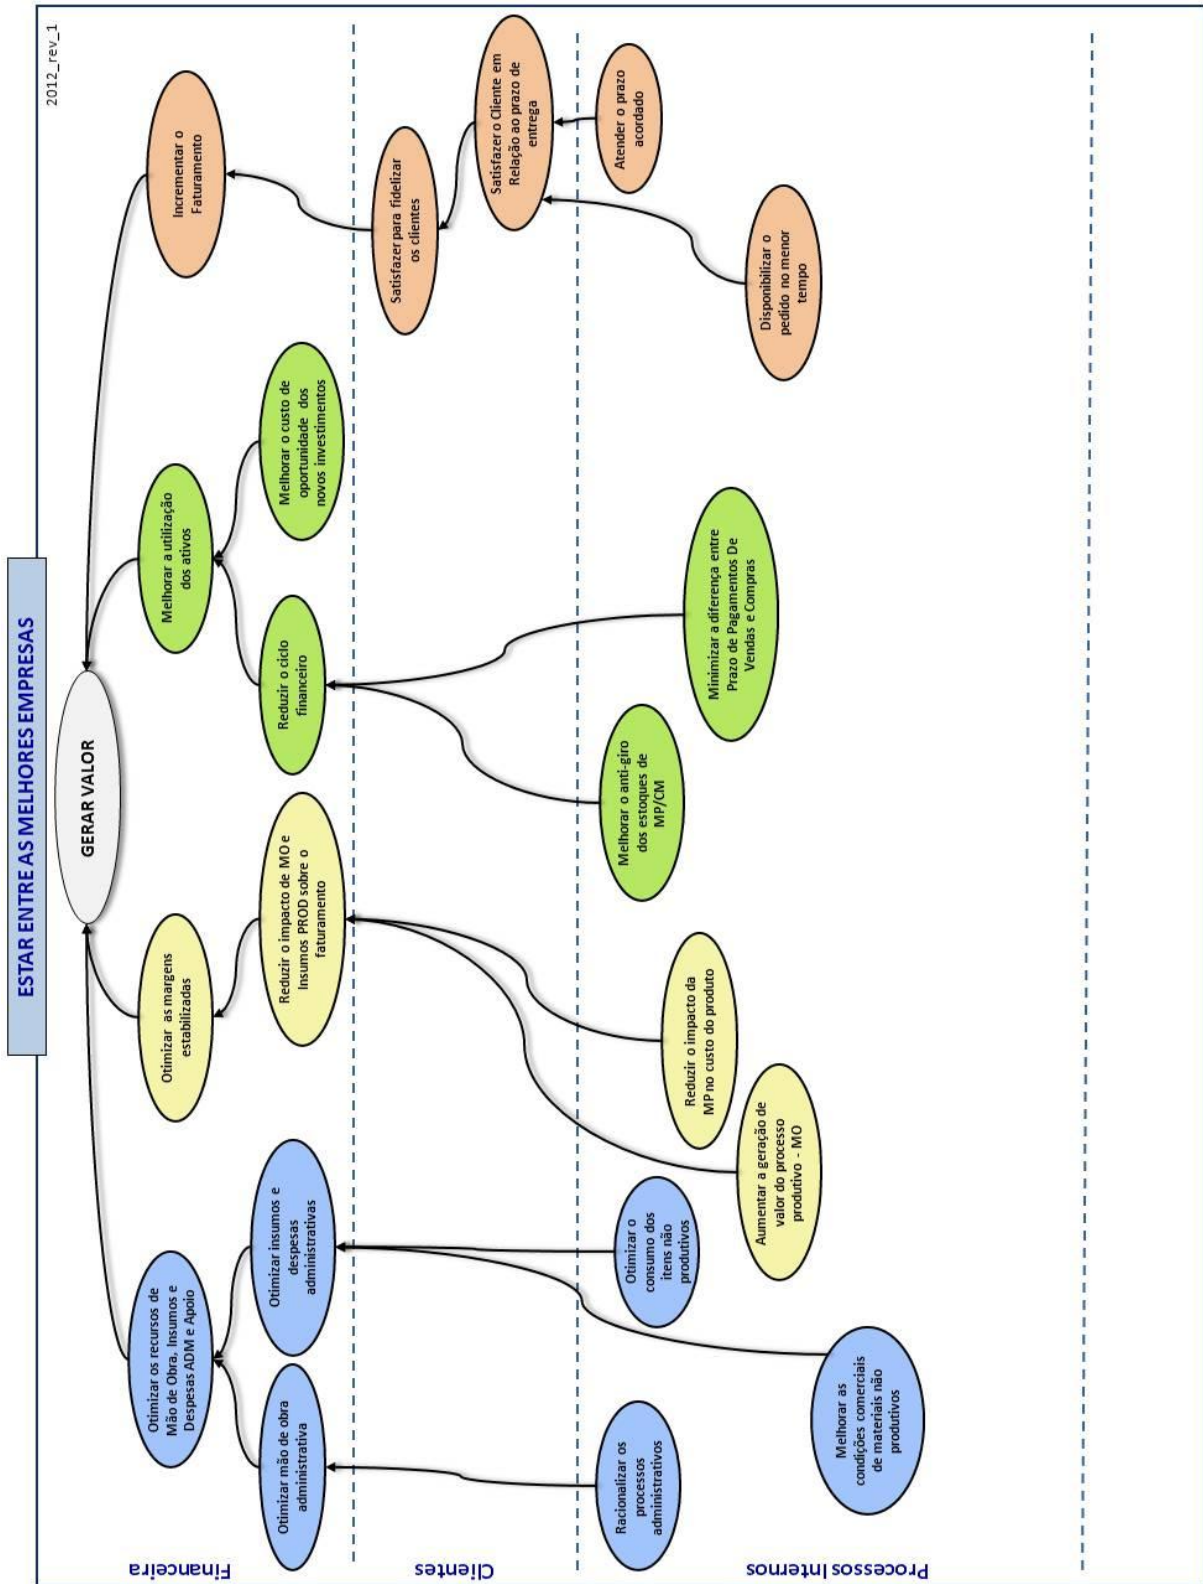 2012_rev_1
ESTAR ENTRE AS MELHORES EMPRESAS
GERAR VALOR
Financeira
Otimizar os recursos de
Mão de Obra, Insumos e
Despesas ADM e Apoio
Otimizar as margens
estabilizadas
Melhorar a utilização
dos ativos
Incrementar o
Faturamento
Otimizar mão de obra
administrativa
Otimizar insumos e
despesas
administrativas
Reduzir o impacto de MO e
Insumos PROD sobre o
faturamento
Reduzir o ciclo
financeiro
Melhorar o custo de
oportunidade dos
novos investimentos
Clientes
Satisfazer para fidelizar
os clientes
Satisfazer o Cliente em
Relação ao prazo de
entrega
Processos Internos
Racionalizar os
processos
administrativos
Otimizar o
consumo dos
itens não
produtivos
Reduzir o impacto da
MP no custo do produto
Melhorar o anti-giro
dos estoques de
MP/CM
Minimizar a diferença entre
Prazo de Pagamentos De
Vendas e Compras
Atender o prazo
acordado
Melhorar as
condições comerciais
de materiais não
produtivos
Aumentar a geração de
valor do processo
produtivo - MO
Disponibilizar o
pedido no menor
tempo